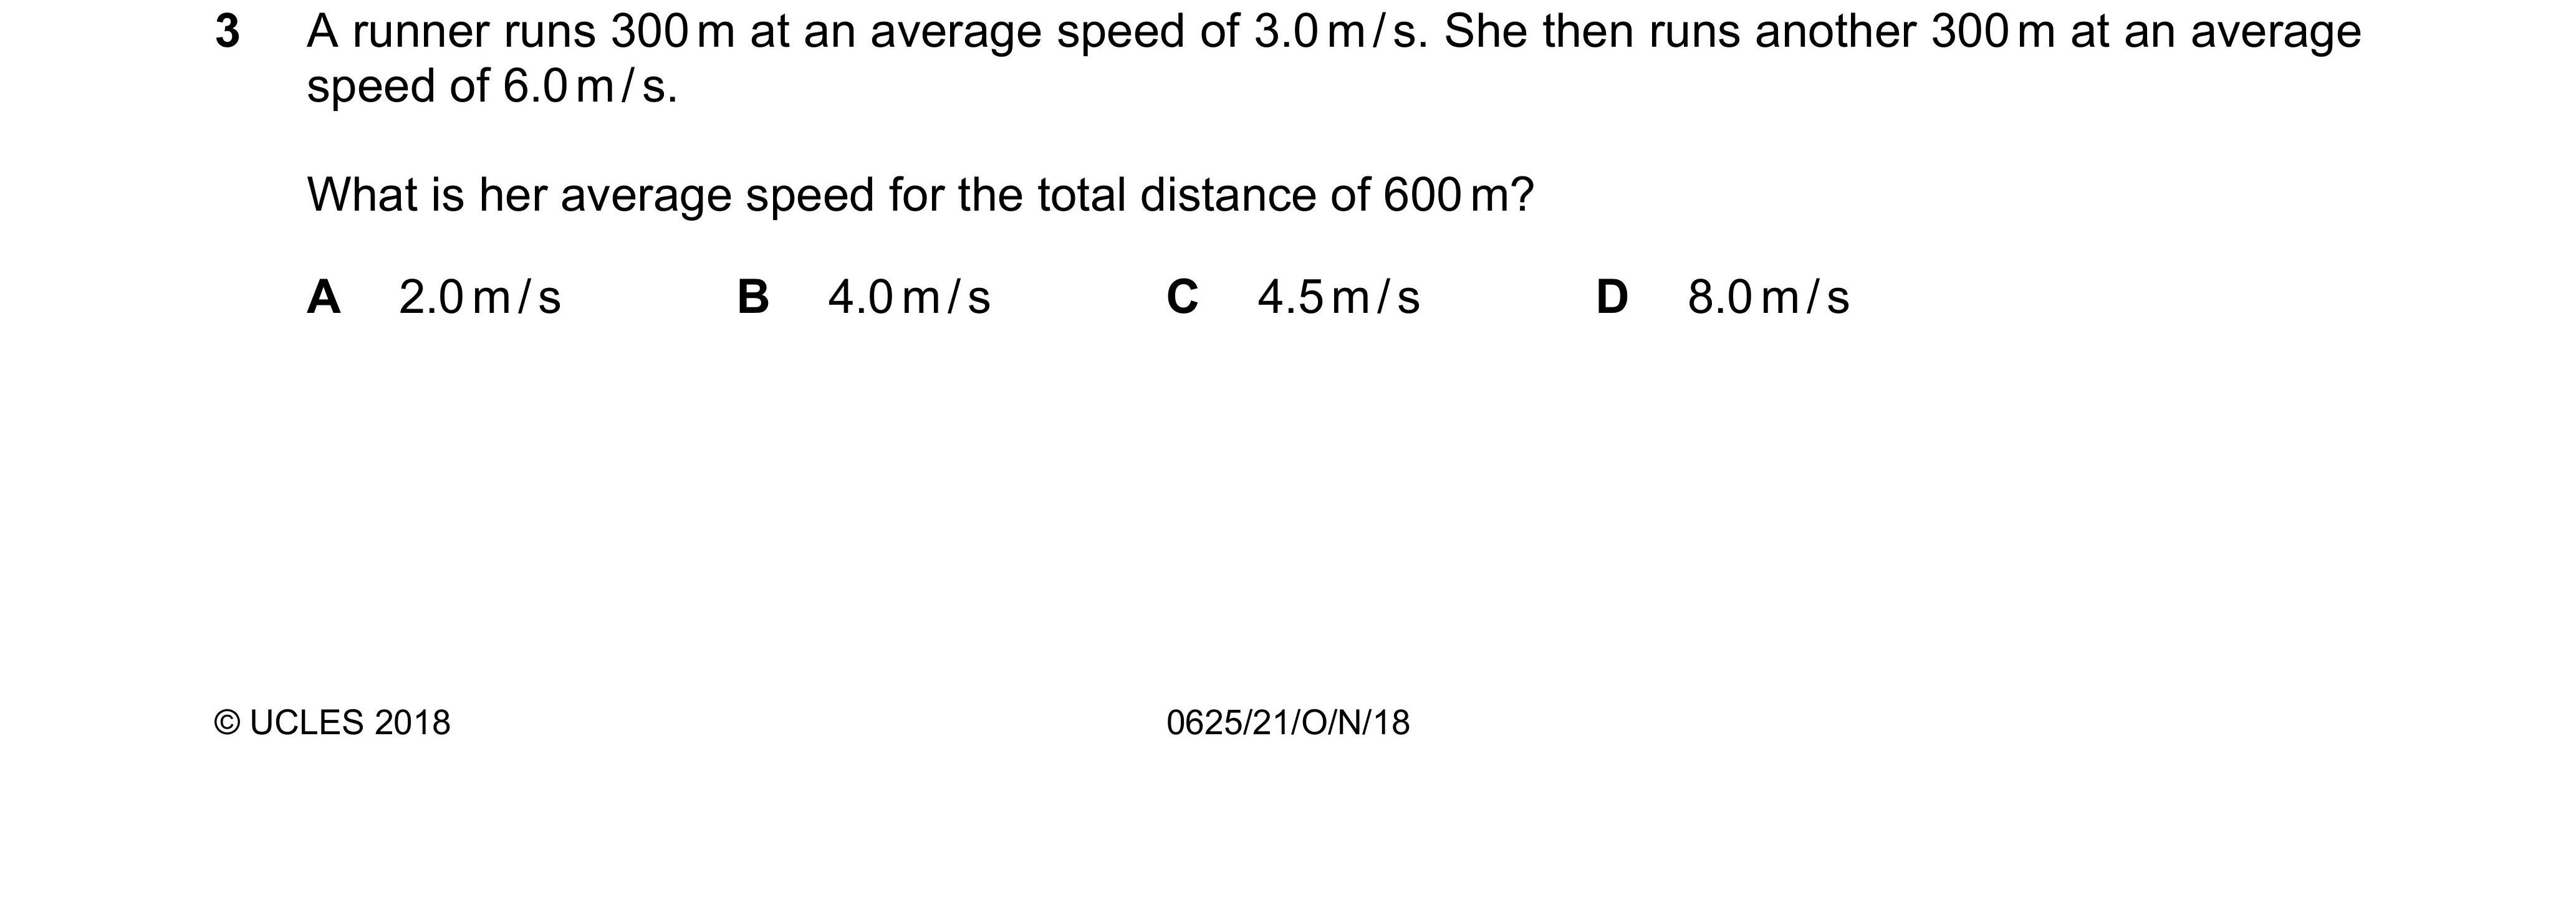 3 A runner runs 300 m at an average speed of 3.0 m / s. She then runs another 300 m at an average
speed of 6.0 m / s.
What is her average speed for the total distance of 600 m?
A 2.0 m / s B 4.0 m / s C 4.5 m / s D 8.0 m / s
© UCLES 2018 0625/21/O/N/18